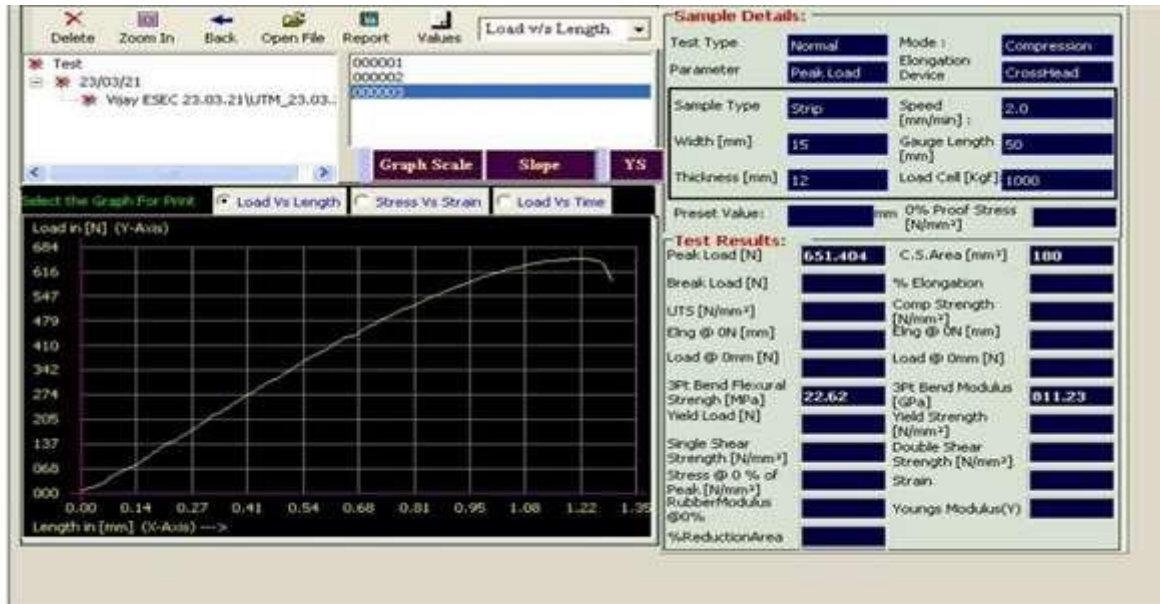 Delete Zoom In Back Open File Report Values Load v/s Length
Test
23/03/21
Vijay ESEC 23.03.21\UTM_23.03..
000001
000002
000003
Graph Scale Slope YS
Select the Graph For Print Load Vs Length Stress Vs Strain Load Vs Time
Load in [N] (Y-Axis)
684
616
547
479
410
342
274
205
137
068
000
0.00 0.14 0.27 0.41 0.54 0.68 0.81 0.95 1.08 1.22 1.35
Length in [mm] (X-Axis) --->
Sample Details:
Test Type Normal Mode : Compression
Parameter Peak Load Elongation Device CrossHead
Sample Type Strip Speed [mm/min] : 2.0
Width [mm] 15 Gauge Length [mm] 50
Thickness [mm] 12 Load Cell [Kgf] 1000
Preset Value: mm 0% Proof Stress [N/mm²]
Test Results:
Peak Load [N] 651.404 C.S.Area [mm²] 180
Break Load [N] % Elongation
UTS [N/mm²] Comp Strength [N/mm²]
Elng @ 0N [mm] Elng @ 0N [mm]
Load @ 0mm [N] Load @ 0mm [N]
3Pt Bend Flexural Strengh [MPa] 22.62 3Pt Bend Modulus [GPa] 811.23
Yield Load [N] Yield Strength [N/mm²]
Single Shear Strength [N/mm²] Double Shear Strength [N/mm²]
Stress @ 0 % of Peak [N/mm²] Strain
RubberModulus @0% Youngs Modulus(Y)
%ReductionArea